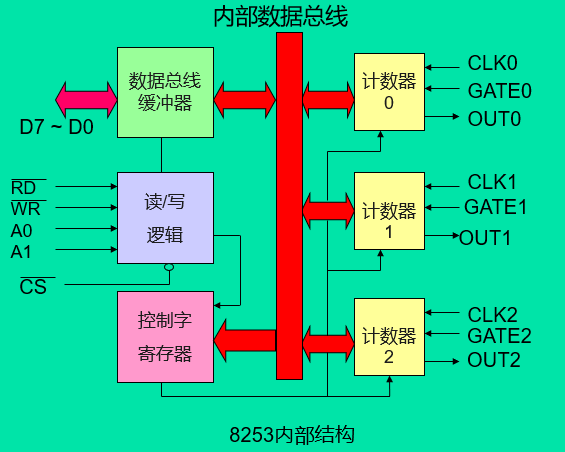 内部数据总线
数据总线
缓冲器
D7 ~ D0
计数器
0
CLK0
GATE0
OUT0
RD
WR
A0
A1
CS
读/写
逻辑
计数器
1
CLK1
GATE1
OUT1
控制字
寄存器
计数器
2
CLK2
GATE2
OUT2
8253内部结构